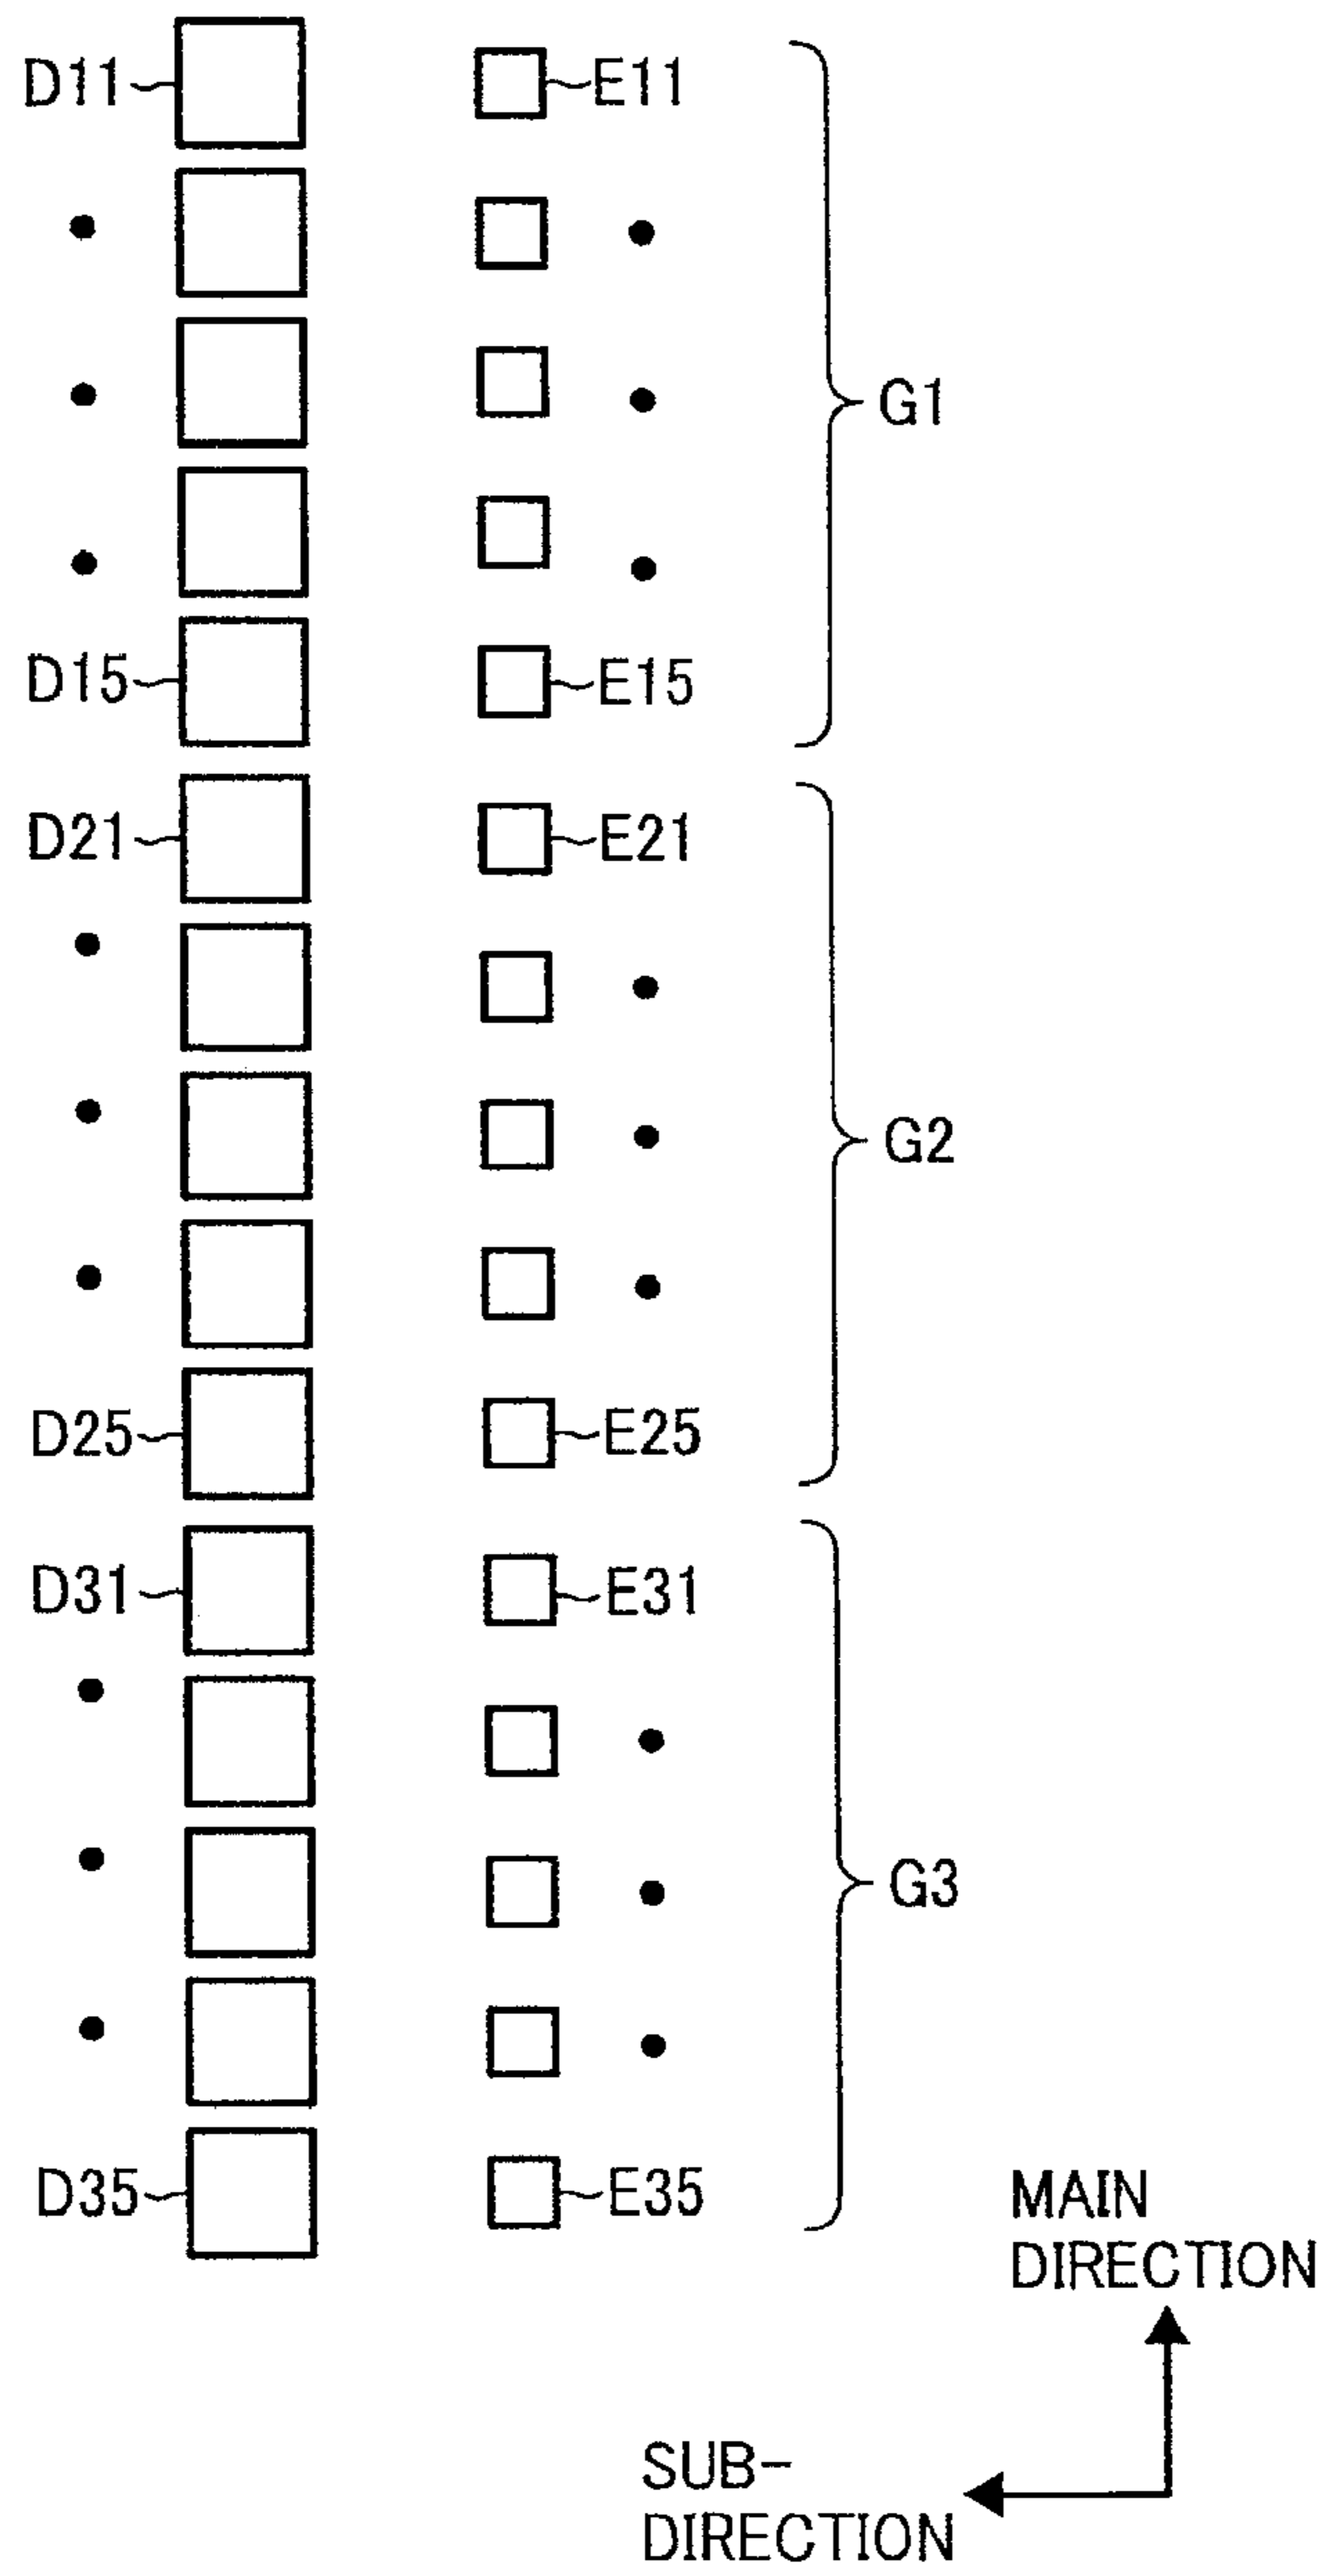 D11 E11
G1
D15 E15
D21 E21
G2
D25 E25
D31 E31
G3
D35 E35
MAIN
DIRECTION
SUB-
DIRECTION